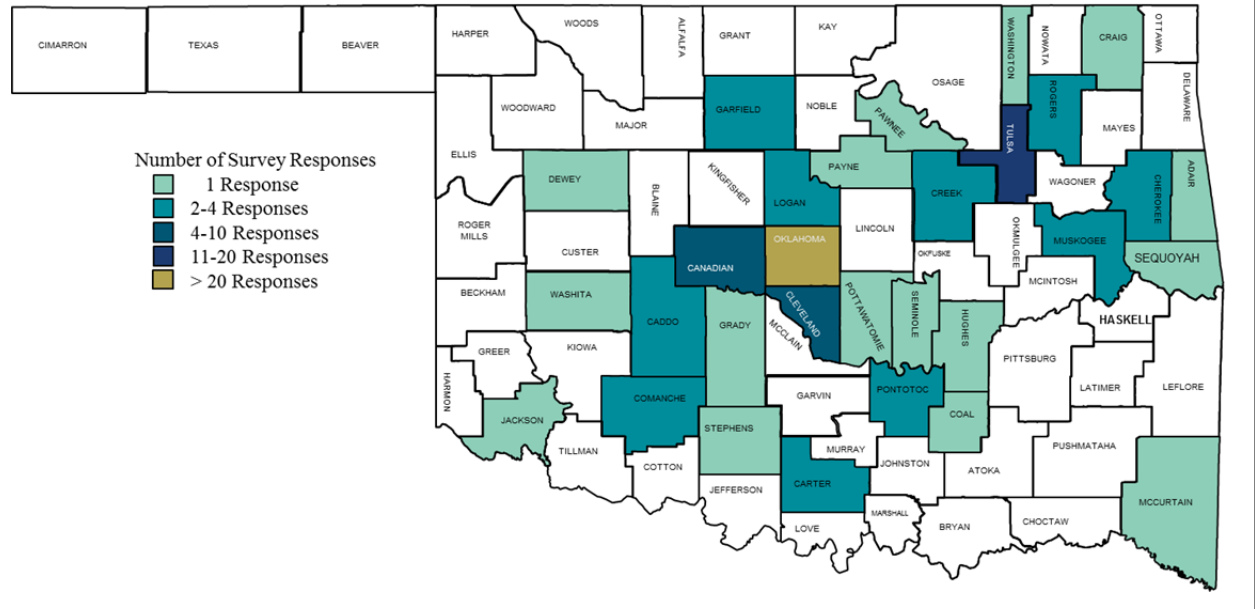 CIMARRON
TEXAS
BEAVER
HARPER
WOODS
ALFALFA
GRANT
KAY
OSAGE
WASHINGTON
NOWATA
CRAIG
OTTAWA
WOODWARD
MAJOR
GARFIELD
NOBLE
PAWNEE
ROGERS
MAYES
DELAWARE
TULSA
Number of Survey Responses
1 Response
2-4 Responses
4-10 Responses
11-20 Responses
> 20 Responses
ELLIS
DEWEY
BLAINE
KINGFISHER
LOGAN
PAYNE
CREEK
WAGONER
CHEROKEE
ADAIR
ROGER
MILLS
CUSTER
CANADIAN
OKLAHOMA
LINCOLN
OKFUSKE
OKMULGEE
MUSKOGEE
SEQUOYAH
MCINTOSH
BECKHAM
WASHITA
CADDO
GRADY
MCCLAIN
CLEVELAND
POTTAWATOMIE
SEMINOLE
HUGHES
PITTSBURG
HASKELL
GREER
KIOWA
HARMON
JACKSON
COMANCHE
STEPHENS
GARVIN
PONTOTOC
COAL
LATIMER
LEFLORE
TILLMAN
COTTON
JEFFERSON
CARTER
MURRAY
JOHNSTON
ATOKA
PUSHMATAHA
MCCURTAIN
LOVE
MARSHALL
BRYAN
CHOCTAW